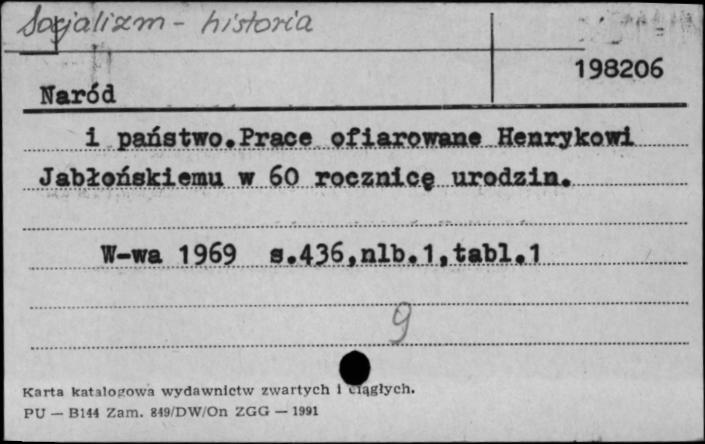 Socjalizm - historia
198206
Naród
i państwo.Prace ofiarowane Henrykowi
Jabłońskiemu w 60 rocznicę urodzin.
W-wa 1969 s.436,nlb.1,tabl.1
9
Karta katalogowa wydawnictw zwartych i ciągłych.
PU — B144 Zam. 849/DW/On ZGG — 1991